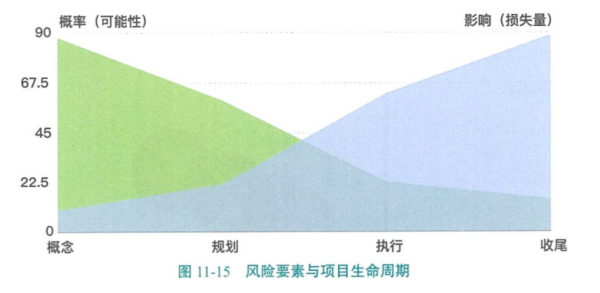 概率（可能性） 影响（损失量）
90
67.5
45
22.5
0
概念 规划 执行 收尾
图 11-15 风险要素与项目生命周期